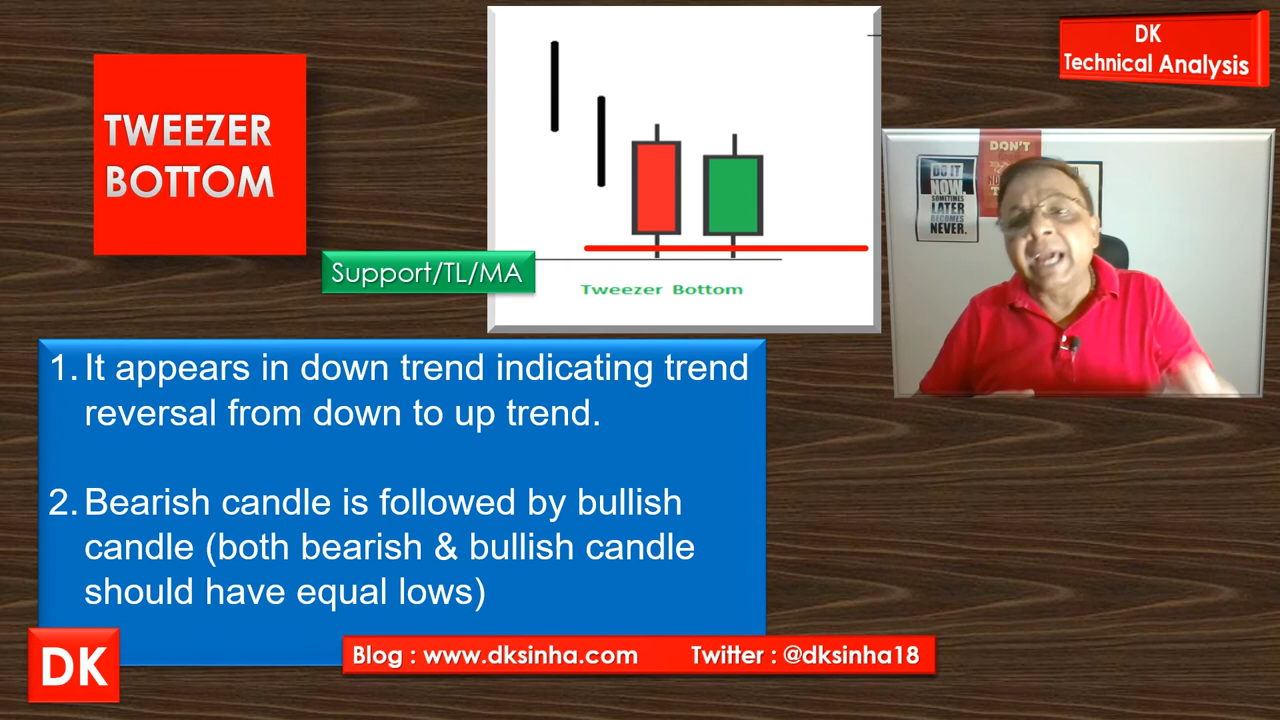 TWEEZER
BOTTOM
Support/TL/MA
Tweezer Bottom
DK
Technical Analysis
DON'T
DO IT
NOW.
SOMETIMES
LATER
BECOMES
NEVER.
1. It appears in down trend indicating trend
reversal from down to up trend.
2. Bearish candle is followed by bullish
candle (both bearish & bullish candle
should have equal lows)
DK
Blog : www.dksinha.com Twitter : @dksinha18